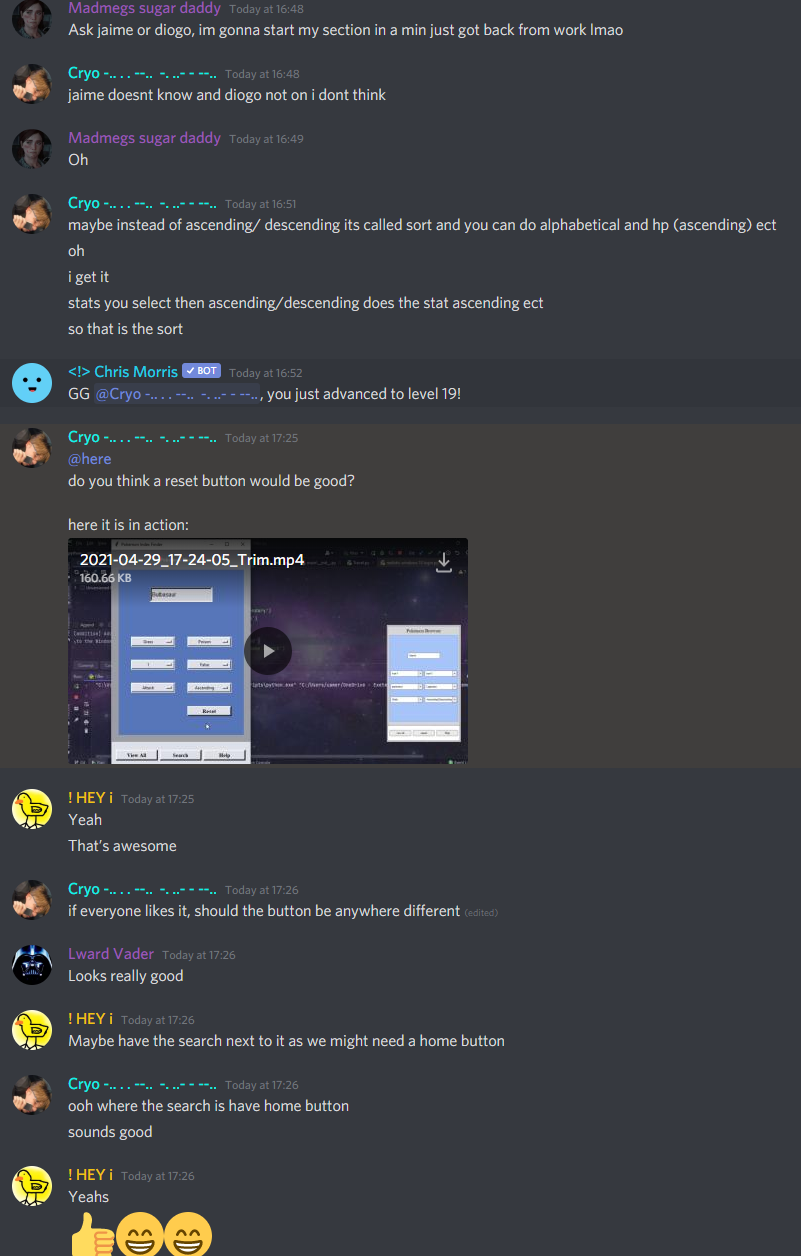 Madmegs sugar daddy Today at 16:48
Ask jaime or diogo, im gonna start my section in a min just got back from work lmao
Cryo -.. . . --.. -. ..- - --.. Today at 16:48
jaime doesnt know and diogo not on i dont think
Madmegs sugar daddy Today at 16:49
Oh
Cryo -.. . . --.. -. ..- - --.. Today at 16:51
maybe instead of ascending/ descending its called sort and you can do alphabetical and hp (ascending) ect
oh
i get it
stats you select then ascending/descending does the stat ascending ect
so that is the sort
<!> Chris Morris ✓ BOT Today at 16:52
GG @Cryo -.. . . --.. -. ..- - --.. , you just advanced to level 19!
Cryo -.. . . --.. -. ..- - --.. Today at 17:25
@here
do you think a reset button would be good?
here it is in action:
2021-04-29_17-24-05_Trim.mp4
160.66 KB
Bulbasaur
Pokemon Browser
Grass Poison
1 False
Attack Ascending
Reset
View All Search Help
! HEY i Today at 17:25
Yeah
That's awesome
Cryo -.. . . --.. -. ..- - --.. Today at 17:26
if everyone likes it, should the button be anywhere different (edited)
Lward Vader Today at 17:26
Looks really good
! HEY i Today at 17:26
Maybe have the search next to it as we might need a home button
Cryo -.. . . --.. -. ..- - --.. Today at 17:26
ooh where the search is have home button
sounds good
! HEY i Today at 17:26
Yeahs